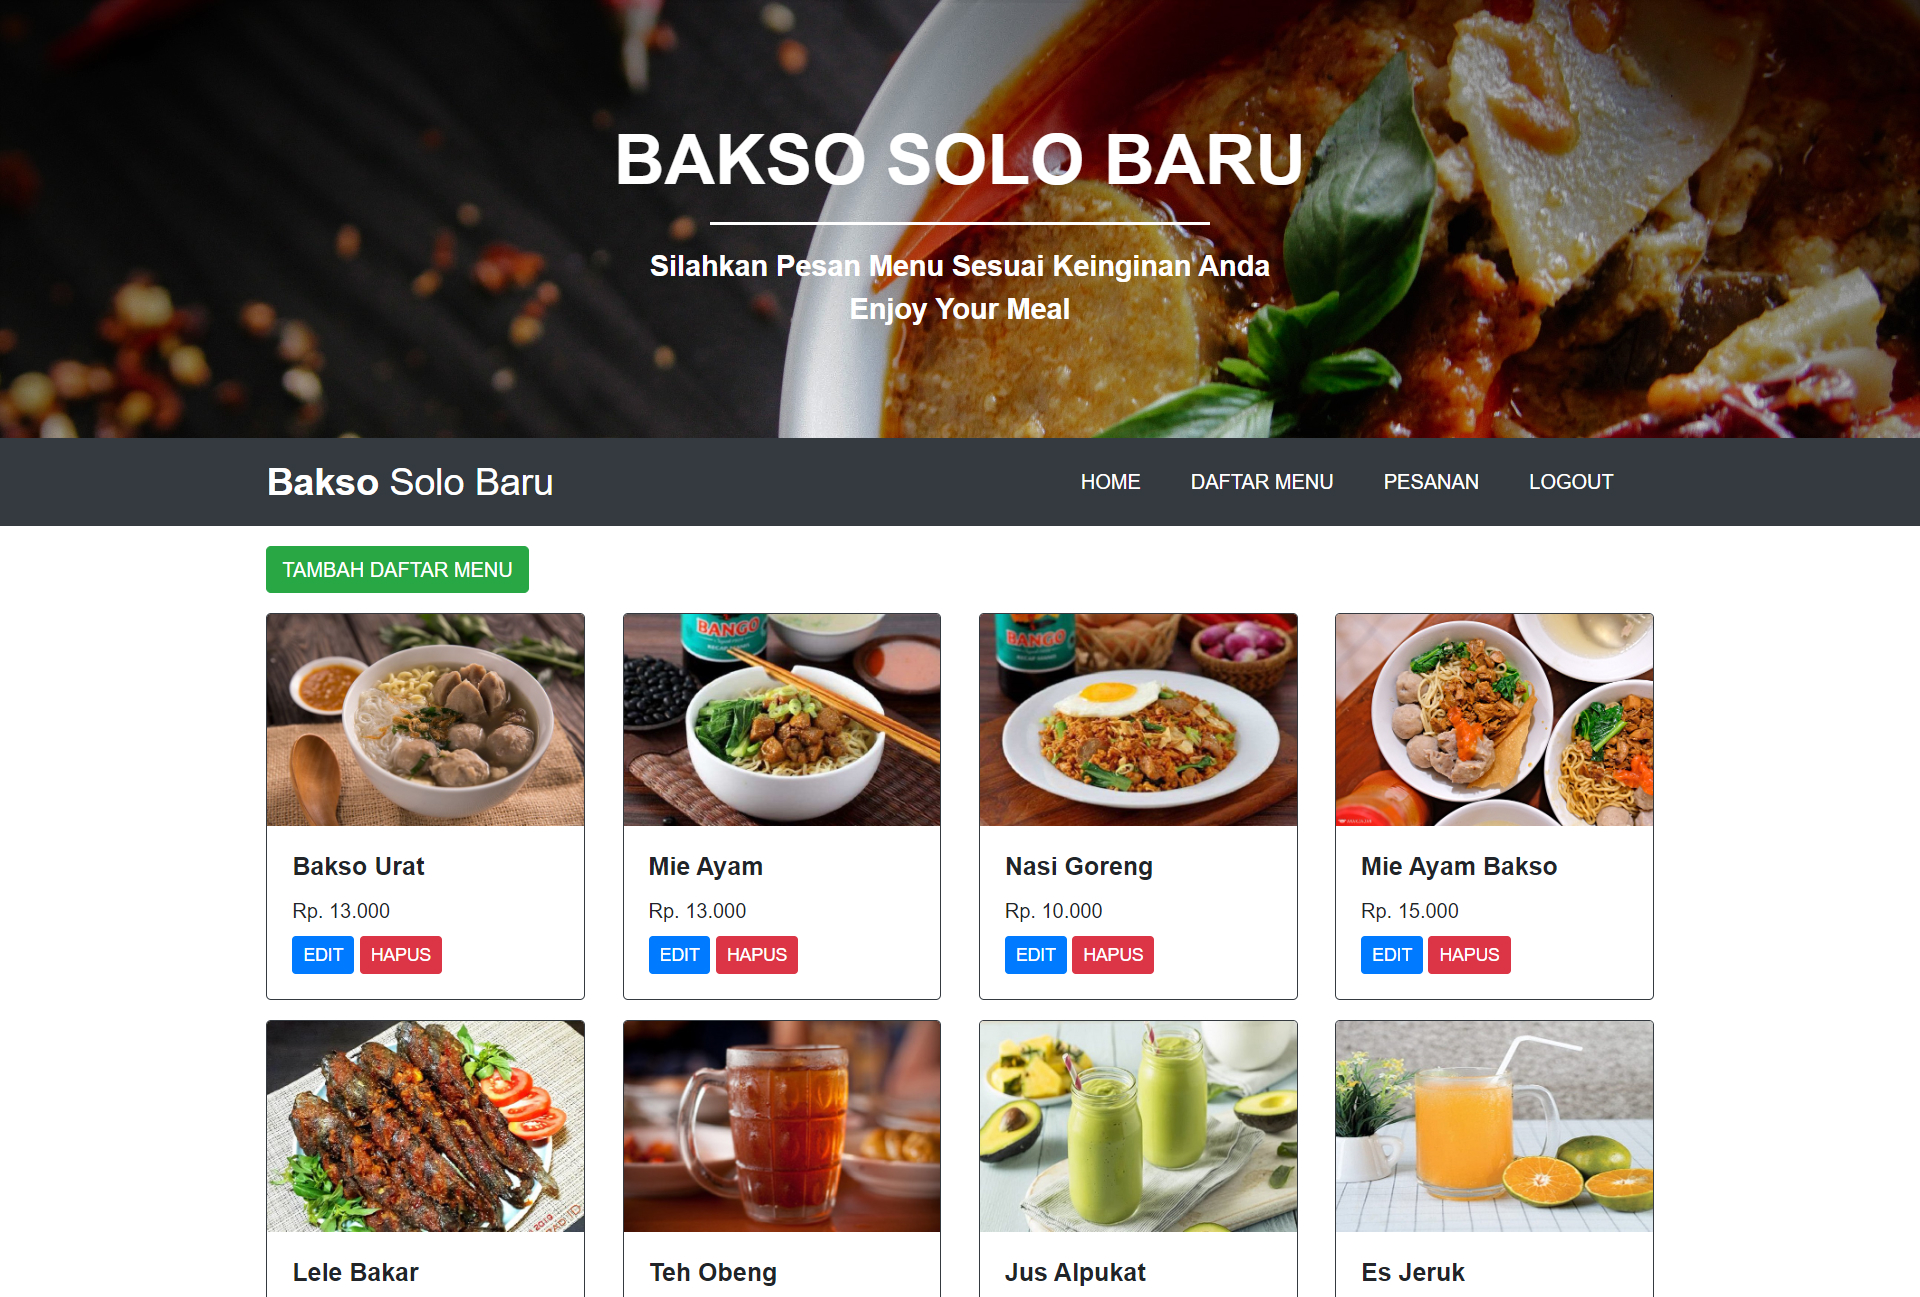 BAKSO SOLO BARU
Silahkan Pesan Menu Sesuai Keinginan Anda
Enjoy Your Meal
Bakso Solo Baru
HOME DAFTAR MENU PESANAN LOGOUT
TAMBAH DAFTAR MENU
BANGO
BANGO
Bakso Urat
Mie Ayam
Nasi Goreng
Mie Ayam Bakso
Rp. 13.000
Rp. 13.000
Rp. 10.000
Rp. 15.000
EDIT HAPUS
EDIT HAPUS
EDIT HAPUS
EDIT HAPUS
Lele Bakar
Teh Obeng
Jus Alpukat
Es Jeruk